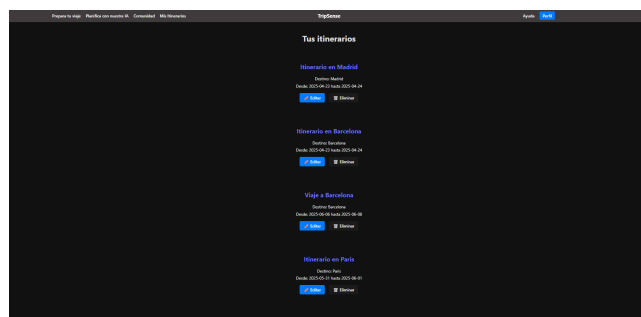 Prepara tu viaje Planifica con nuestra IA Comunidad Mis Itinerarios TripSense Ayuda Perfil
Tus itinerarios
Itinerario en Madrid
Destino: Madrid
Desde: 2025-04-23 hasta 2025-04-24
Editar Eliminar
Itinerario en Barcelona
Destino: Barcelona
Desde: 2025-04-23 hasta 2025-04-24
Editar Eliminar
Viaje a Barcelona
Destino: Barcelona
Desde: 2025-06-06 hasta 2025-06-08
Editar Eliminar
Itinerario en París
Destino: París
Desde: 2025-05-31 hasta 2025-06-01
Editar Eliminar